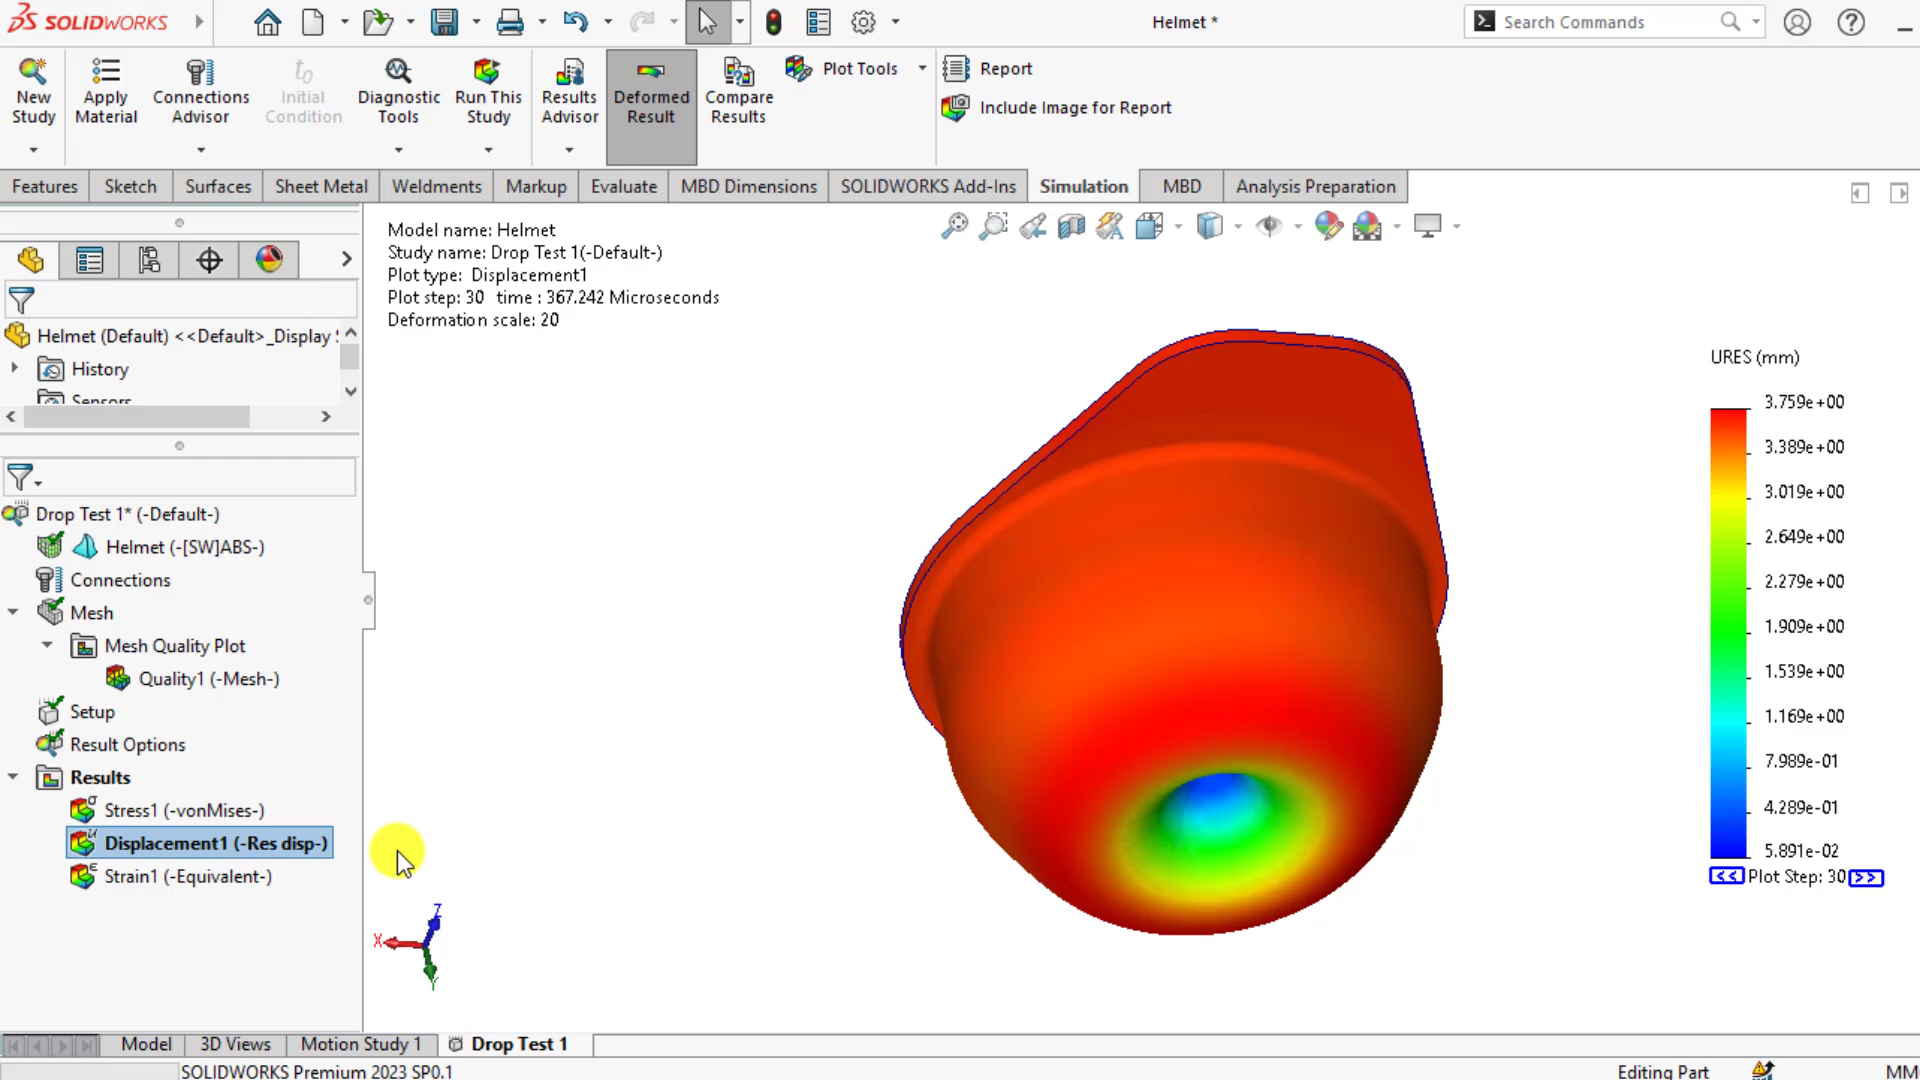 SOLIDWORKS
Helmet *
Search Commands
New Study
Apply Material
Connections Advisor
t0 Initial Condition
Diagnostic Tools
Run This Study
Results Advisor
Deformed Result
Compare Results
Plot Tools
Report
Include Image for Report
Features
Sketch
Surfaces
Sheet Metal
Weldments
Markup
Evaluate
MBD Dimensions
SOLIDWORKS Add-Ins
Simulation
MBD
Analysis Preparation
Model name: Helmet
Study name: Drop Test 1(-Default-)
Plot type: Displacement1
Plot step: 30 time : 367.242 Microseconds
Deformation scale: 20
Helmet (Default) <<Default>_Display
History
Sensors
Drop Test 1* (-Default-)
Helmet (-[SW]ABS-)
Connections
Mesh
Mesh Quality Plot
Quality1 (-Mesh-)
Setup
Result Options
Results
Stress1 (-vonMises-)
Displacement1 (-Res disp-)
Strain1 (-Equivalent-)
URES (mm)
3.759e+00
3.389e+00
3.019e+00
2.649e+00
2.279e+00
1.909e+00
1.539e+00
1.169e+00
7.989e-01
4.289e-01
5.891e-02
<< Plot Step: 30 >>
Z
X
Y
Model
3D Views
Motion Study 1
Drop Test 1
SOLIDWORKS Premium 2023 SP0.1
Editing Part